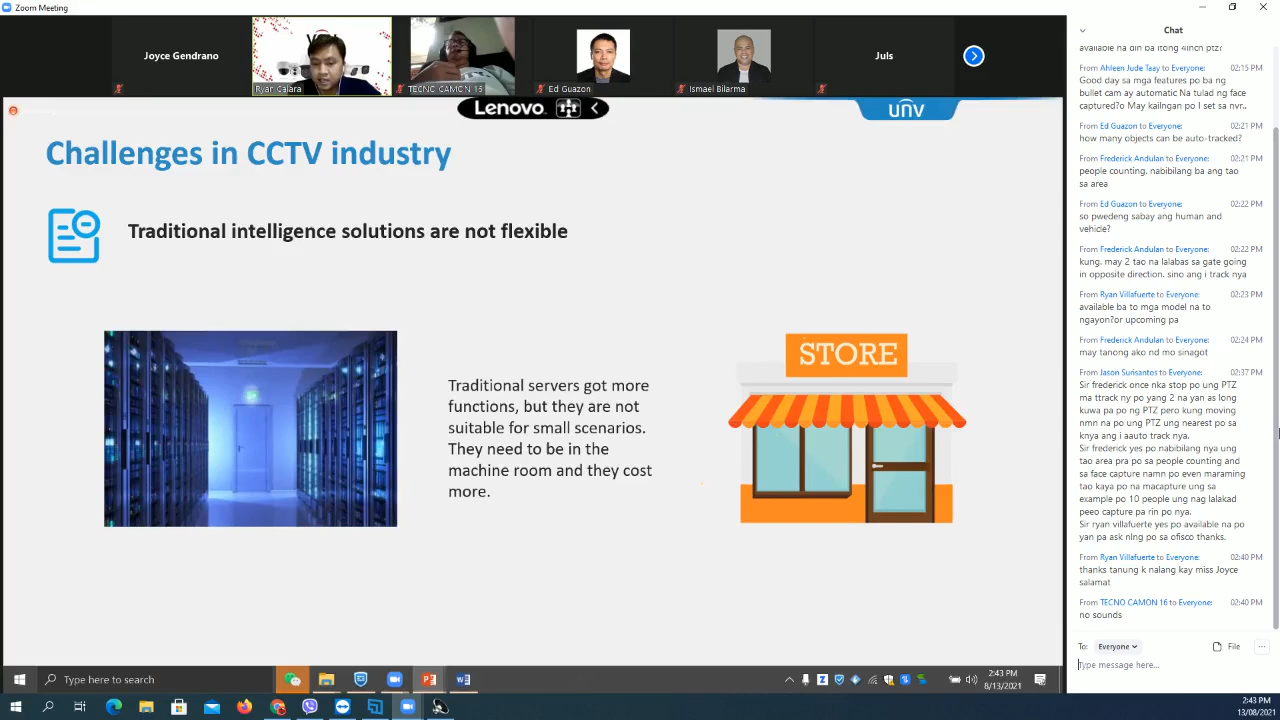 Zoom Meeting
Joyce Gendrano
Ryan Calara
TECNO CAMON 16
Ed Guazon
Ismael Bilarma
Juls
Lenovo
unv
Challenges in CCTV industry
Traditional intelligence solutions are not flexible
Traditional servers got more
functions, but they are not
suitable for small scenarios.
They need to be in the
machine room and they cost
more.
STORE
Type here to search
2:43 PM
8/13/2021
Chat
available na din ba itong 4inch ptz?
From Ahleen Jude Taay to Everyone: 02:15 PM
Good day sa mga features po ba ng
bullet cam ay automatic Na tulad ng face
captured?o May kailngan po I set sa nvr..
From Ed Guazon to Everyone: 02:21 PM
how many objects can be auto-tracked?
From Frederick Andulan to Everyone: 02:21 PM
people counting. nabibilang ba ang tao
sa area
From Ed Guazon to Everyone: 02:22 PM
so pwedeng sabay ang human and
vehicle?
From Frederick Andulan to Everyone: 02:22 PM
kung. may 2 tao na lalabas sa gate going
in opposite direction. sino ang i track nya
From Ryan Villafuerte to Everyone: 02:23 PM
available ba to mga model na to
ngayon?or upcoming pa
From Frederick Andulan to Everyone: 02:24 PM
may tanong ako nd mo sinagot
From Jason Surisantos to Everyone: 02:37 PM
Sir frederick once nka stop po ung PTZ
ma ttrack ny po yang 2 na yan as long
kuwa pa po ng PTZ pero kung moving
nmn na po ung PTZ ung nearest po sa
knya ang i aauto track nya.
Sir frederick yes po nabibilang nya ung
tao area pra po sa people counting and
sa face capture namn po even maraming
tao kaya po na macapture ung sa
example po 10 people ung nag lalakad
peeo capture pa rin po nya.
Sir ryan villafuerte yes po available na po
yan pa ask nlng po sa ofisco thanks.
From Ryan Villafuerte to Everyone: 02:40 PM
thanks tanung k nalang kay miss Joyce
salamat
From TECNO CAMON 16 to Everyone: 02:40 PM
no sounds
To: Everyone File
Type message here...
2:43 PM
13/08/2021